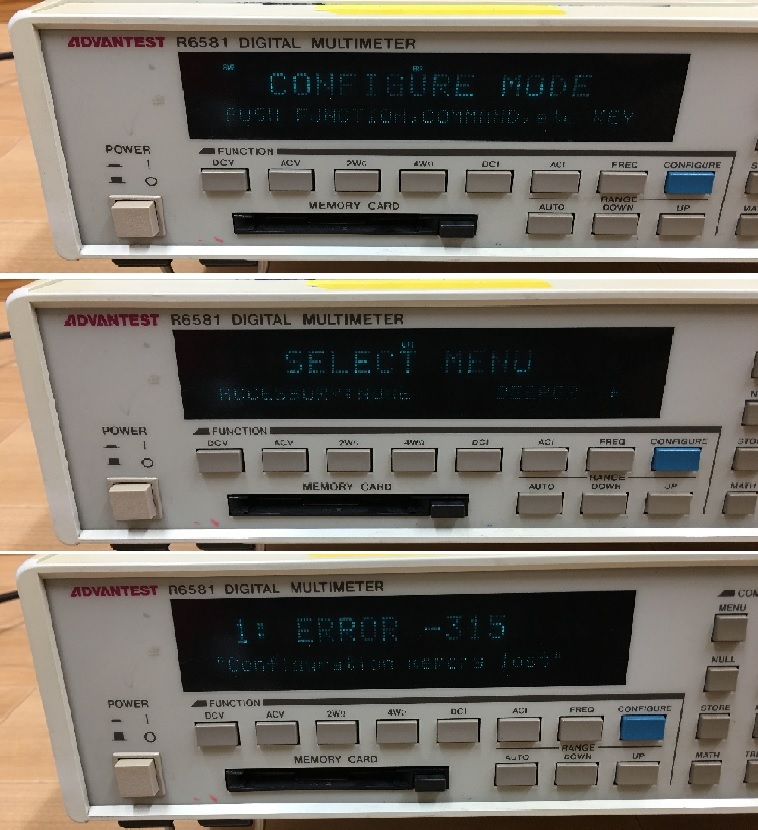 ADVANTEST R6581 DIGITAL MULTIMETER
CONFIGURE MODE
PUSH FUNCTION,COMMAND, etc KEY
POWER
FUNCTION
DCV ACV 2WΩ 4WΩ DCI ACI FREQ CONFIGURE
MEMORY CARD
RANGE
AUTO DOWN UP
ADVANTEST R6581 DIGITAL MULTIMETER
SELECT MENU
POWER
FUNCTION
DCV ACV 2WΩ 4WΩ DCI ACI FREQ CONFIGURE
MEMORY CARD
RANGE
AUTO DOWN UP
MATH
ADVANTEST R6581 DIGITAL MULTIMETER
1: ERROR -315
"Configuration memory lost"
MENU
NULL
POWER
FUNCTION
DCV ACV 2WΩ 4WΩ DCI ACI FREQ CONFIGURE STORE
MEMORY CARD
RANGE
AUTO DOWN UP MATH